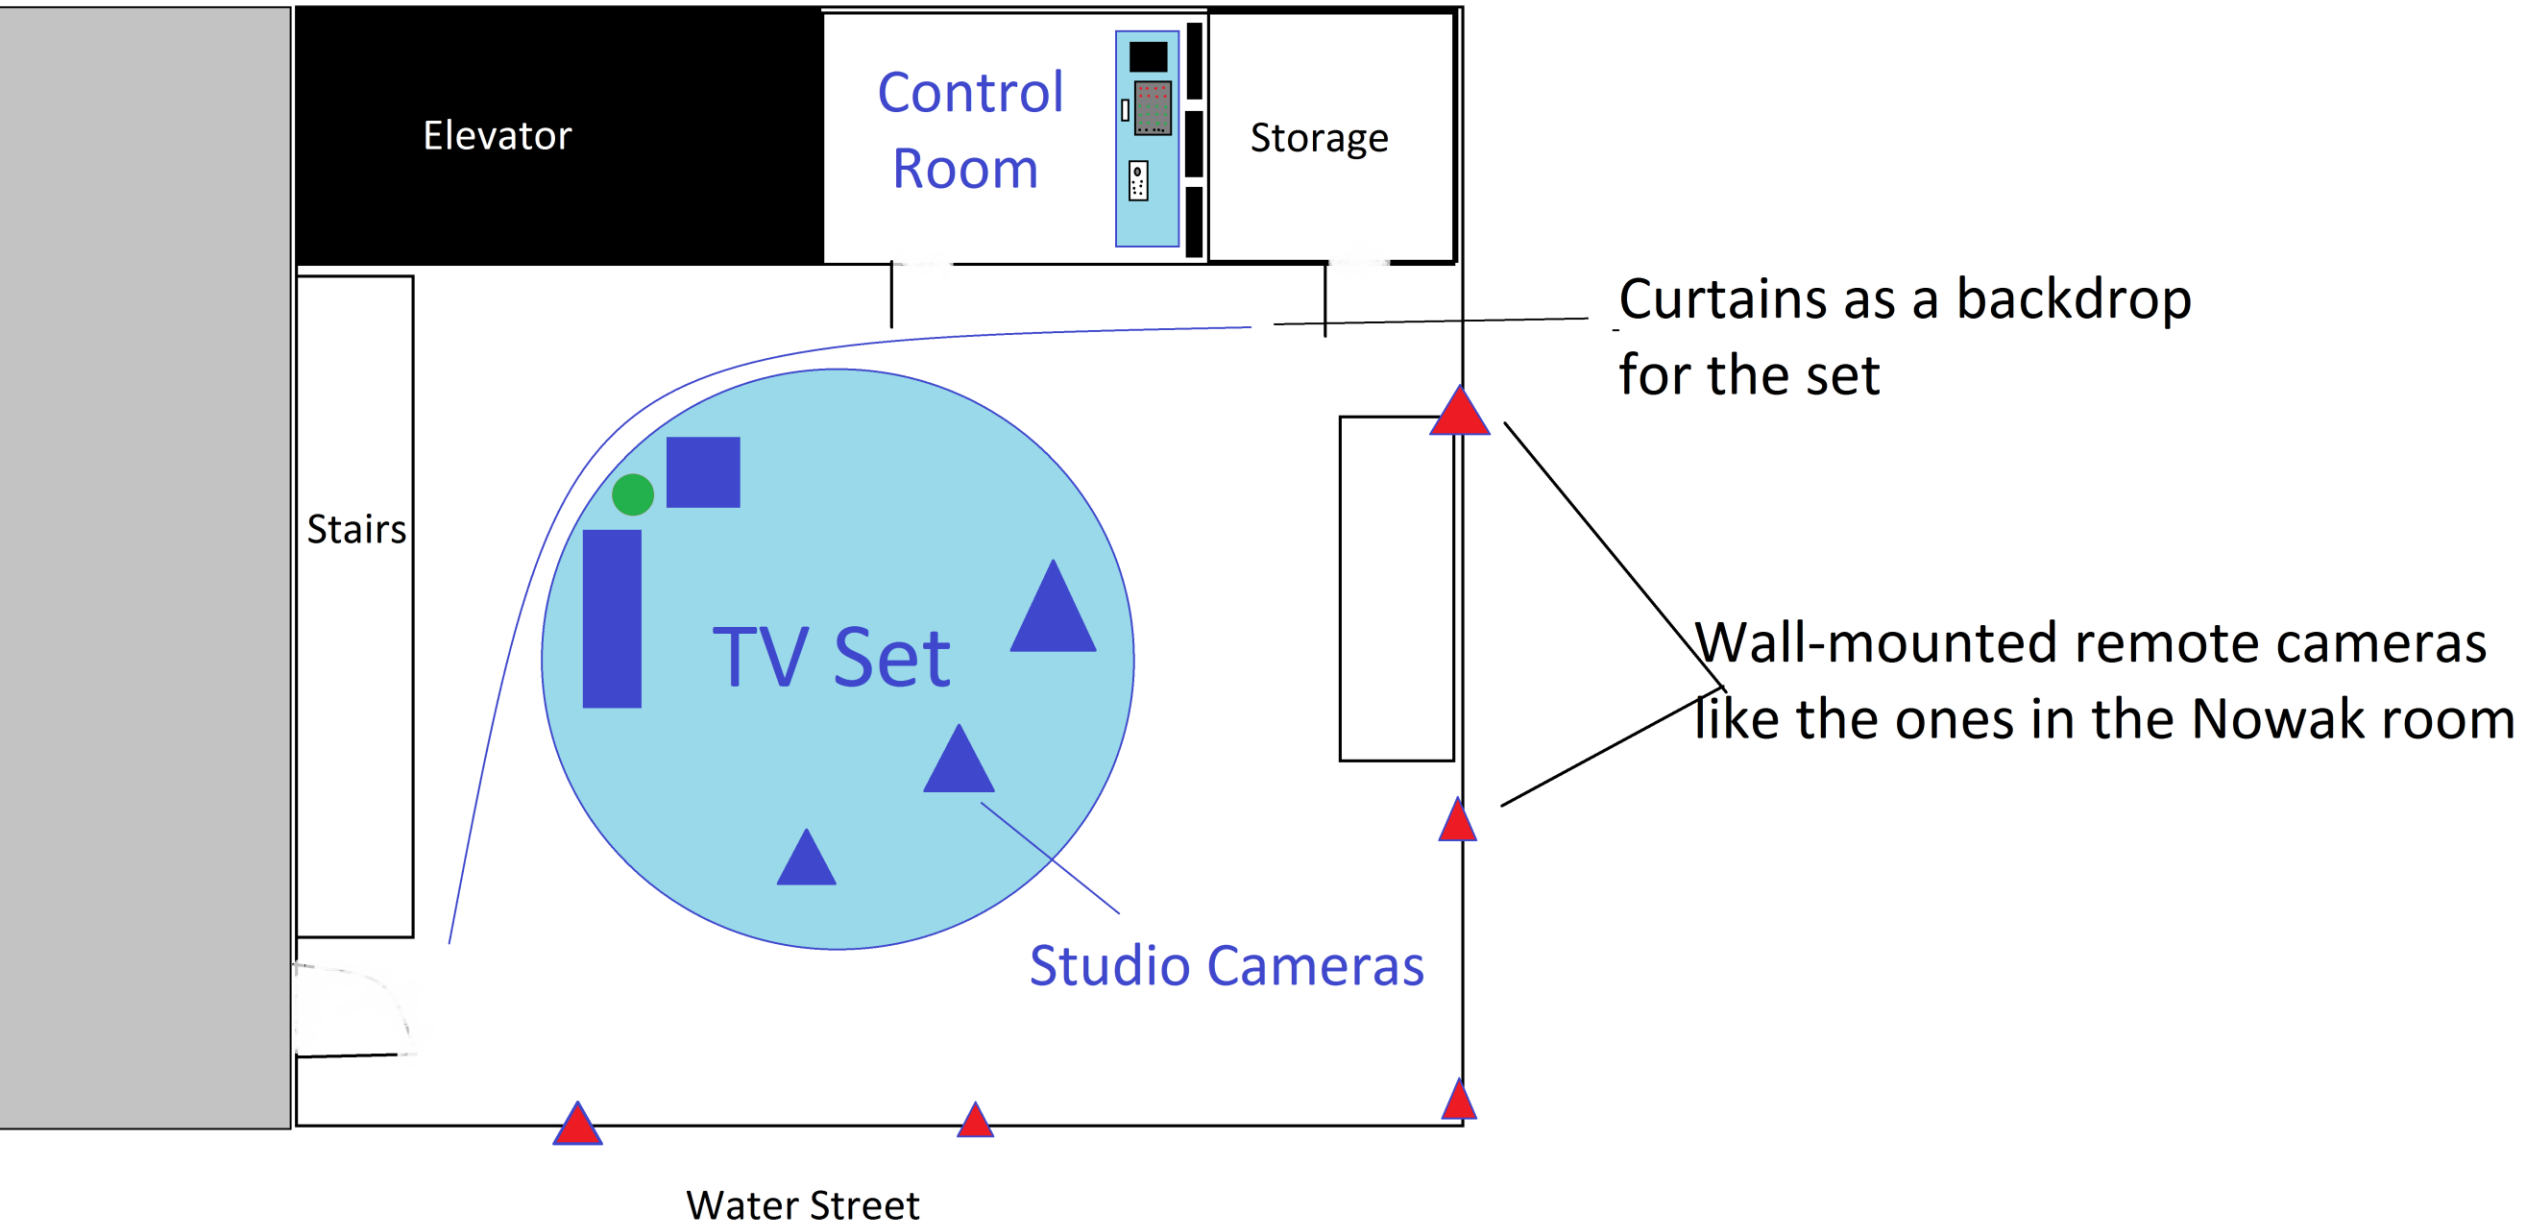 Elevator
Control
Room
Storage
Curtains as a backdrop
for the set
Stairs
TV Set
Wall-mounted remote cameras
like the ones in the Nowak room
Studio Cameras
Water Street